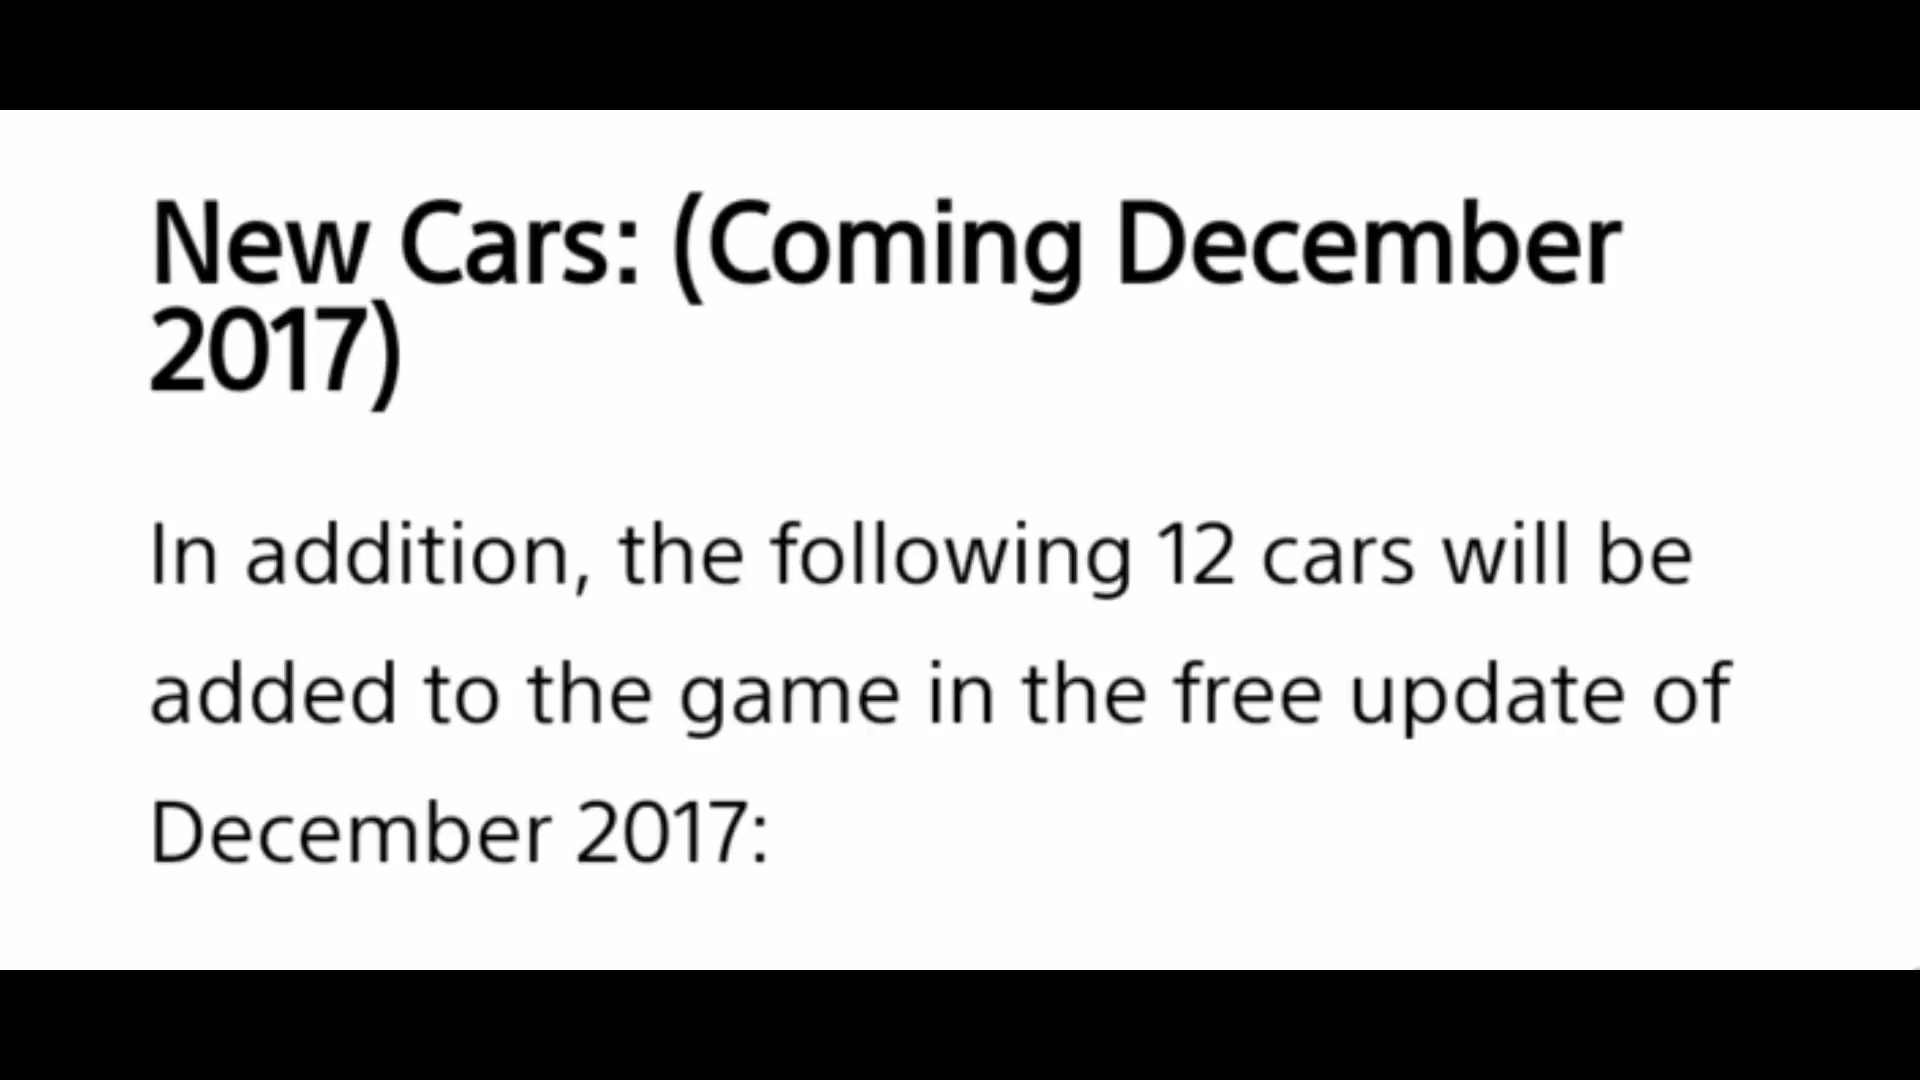 New Cars: (Coming December
2017)
In addition, the following 12 cars will be
added to the game in the free update of
December 2017: